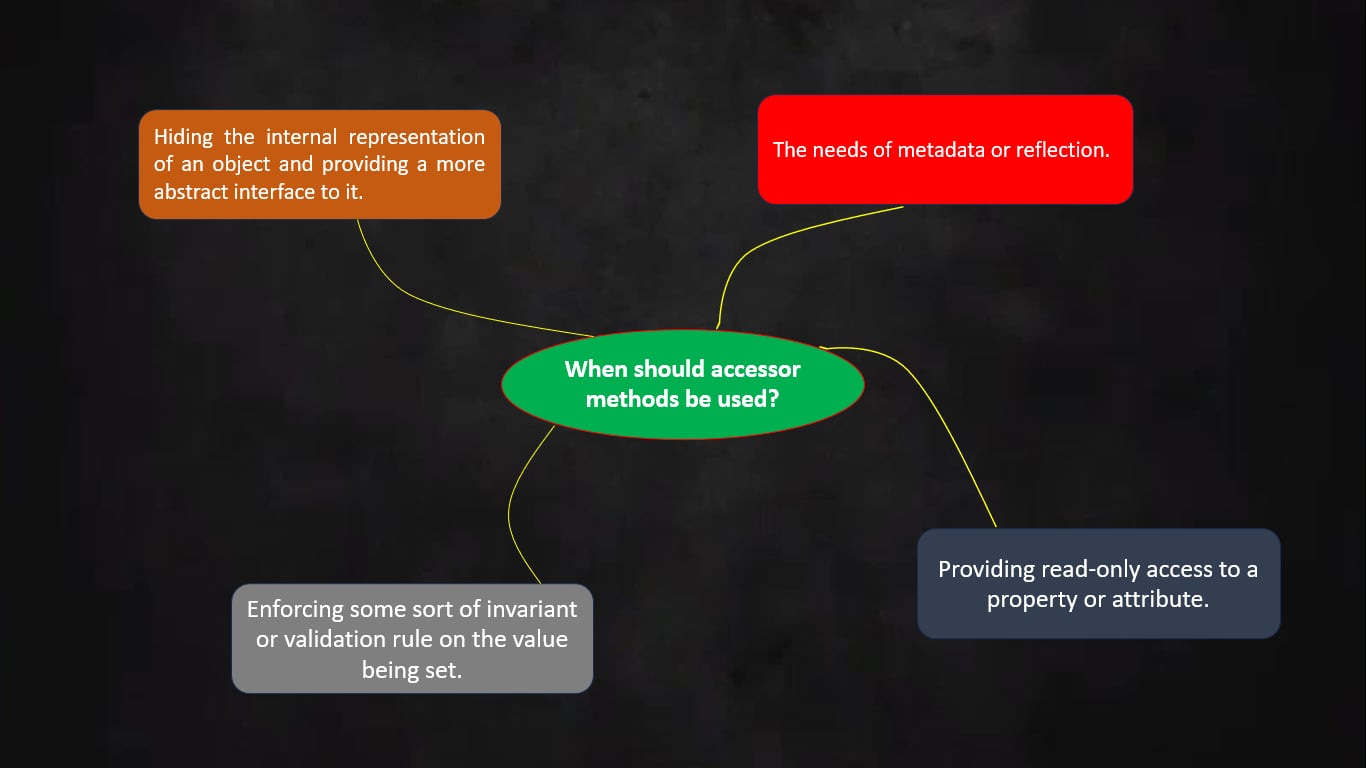 Hiding the internal representation
of an object and providing a more
abstract interface to it.
The needs of metadata or reflection.
When should accessor
methods be used?
Providing read-only access to a
property or attribute.
Enforcing some sort of invariant
or validation rule on the value
being set.